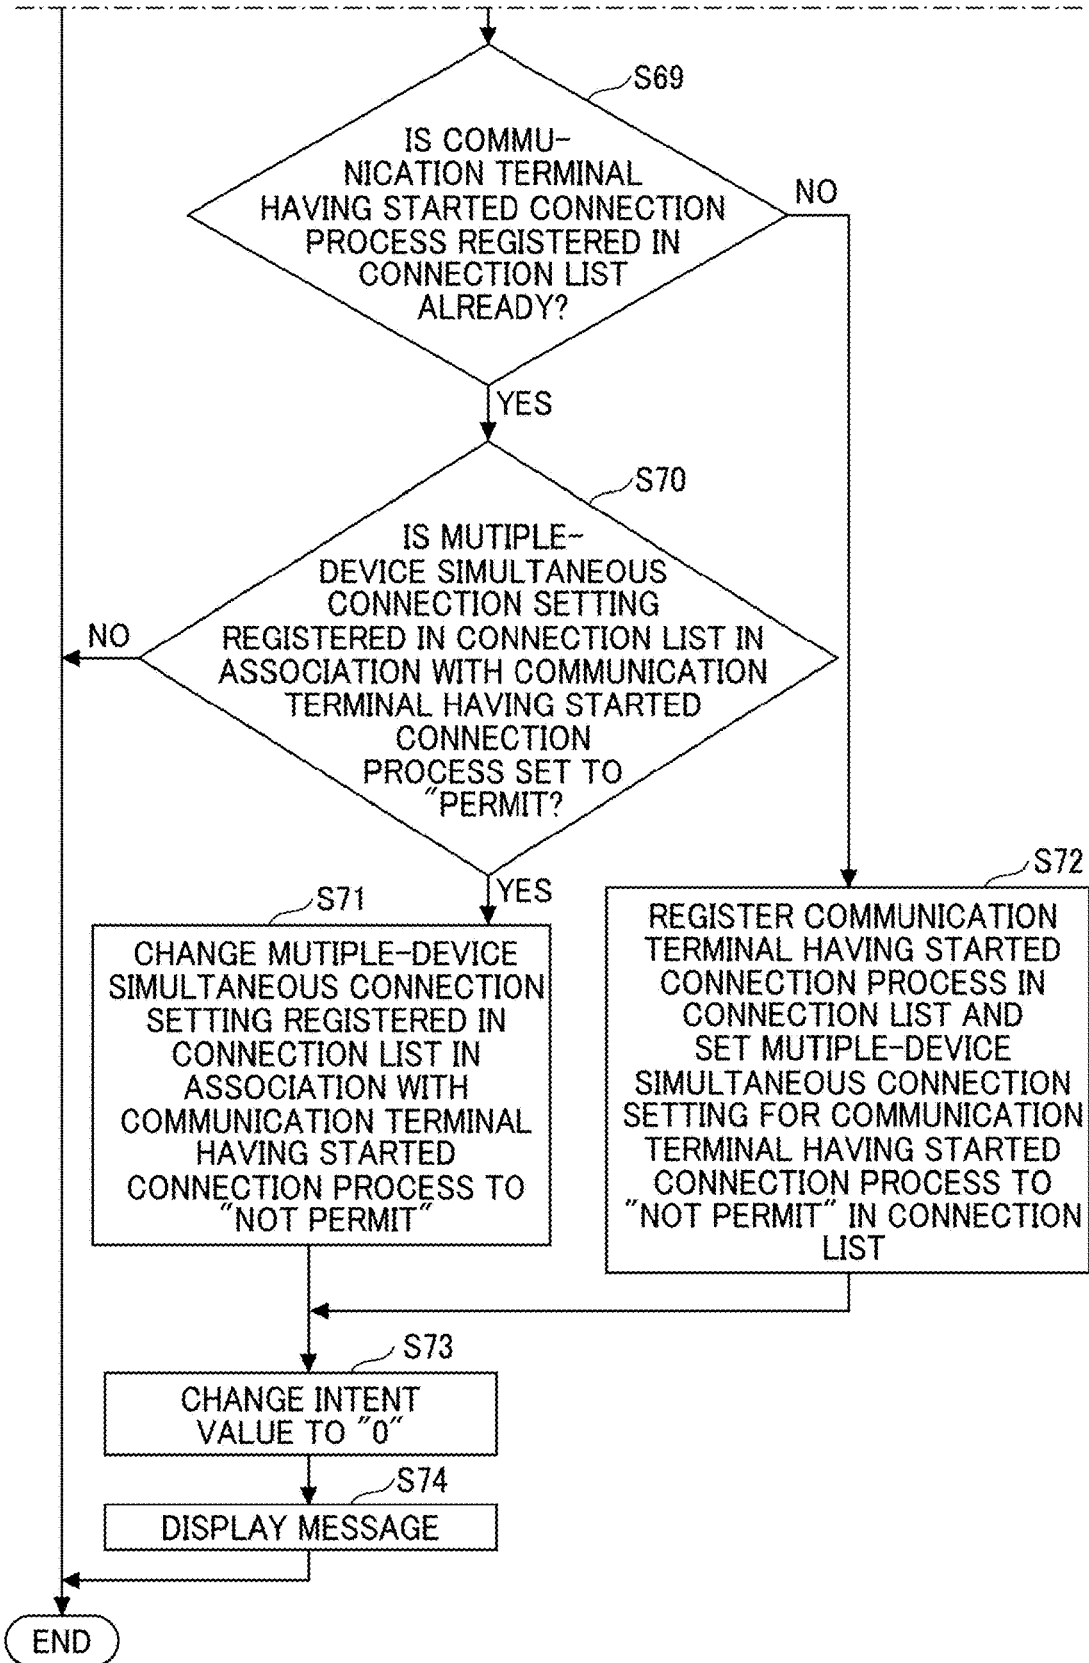 S69
IS COMMU-
NICATION TERMINAL
HAVING STARTED CONNECTION
PROCESS REGISTERED IN
CONNECTION LIST
ALREADY?
NO
YES
S70
IS MUTIPLE-
DEVICE SIMULTANEOUS
CONNECTION SETTING
REGISTERED IN CONNECTION LIST IN
ASSOCIATION WITH COMMUNICATION
TERMINAL HAVING STARTED
CONNECTION
PROCESS SET TO
"PERMIT?
NO
YES
S71
CHANGE MUTIPLE-DEVICE
SIMULTANEOUS CONNECTION
SETTING REGISTERED IN
CONNECTION LIST IN
ASSOCIATION WITH
COMMUNICATION TERMINAL
HAVING STARTED
CONNECTION PROCESS TO
"NOT PERMIT"
S72
REGISTER COMMUNICATION
TERMINAL HAVING STARTED
CONNECTION PROCESS IN
CONNECTION LIST AND
SET MUTIPLE-DEVICE
SIMULTANEOUS CONNECTION
SETTING FOR COMMUNICATION
TERMINAL HAVING STARTED
CONNECTION PROCESS TO
"NOT PERMIT" IN CONNECTION
LIST
S73
CHANGE INTENT
VALUE TO "0"
S74
DISPLAY MESSAGE
END